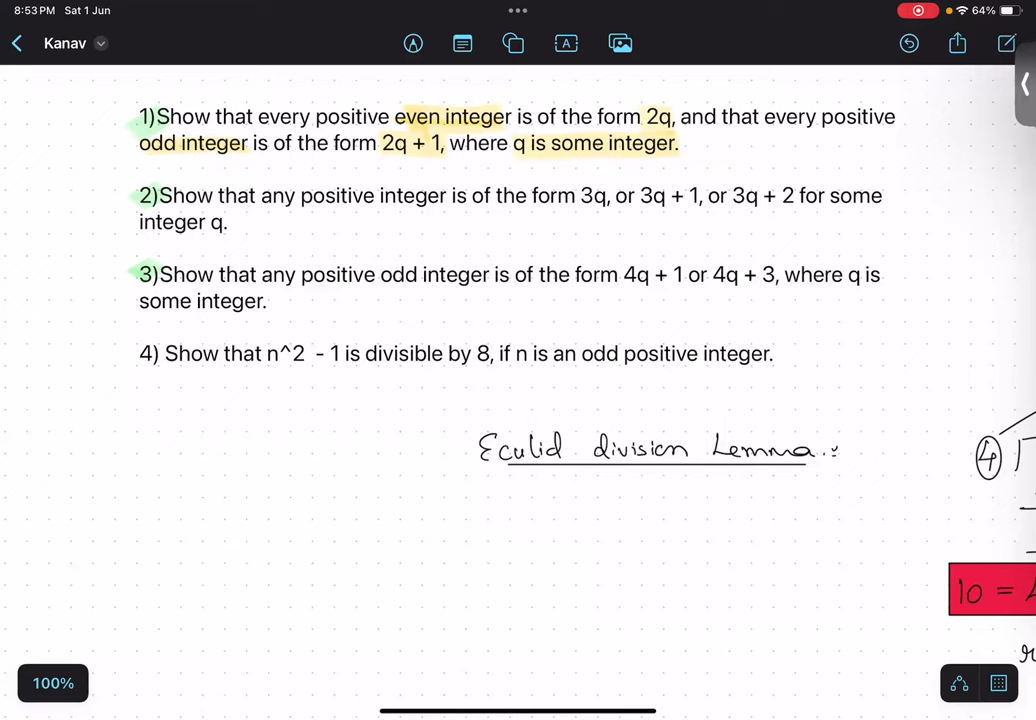 8:53 PM Sat 1 Jun
64%
Kanav
1)Show that every positive even integer is of the form 2q, and that every positive
odd integer is of the form 2q + 1, where q is some integer.
2)Show that any positive integer is of the form 3q, or 3q + 1, or 3q + 2 for some
integer q.
3)Show that any positive odd integer is of the form 4q + 1 or 4q + 3, where q is
some integer.
4) Show that n^2 - 1 is divisible by 8, if n is an odd positive integer.
Eculid division Lemma :-
4
10 =
100%